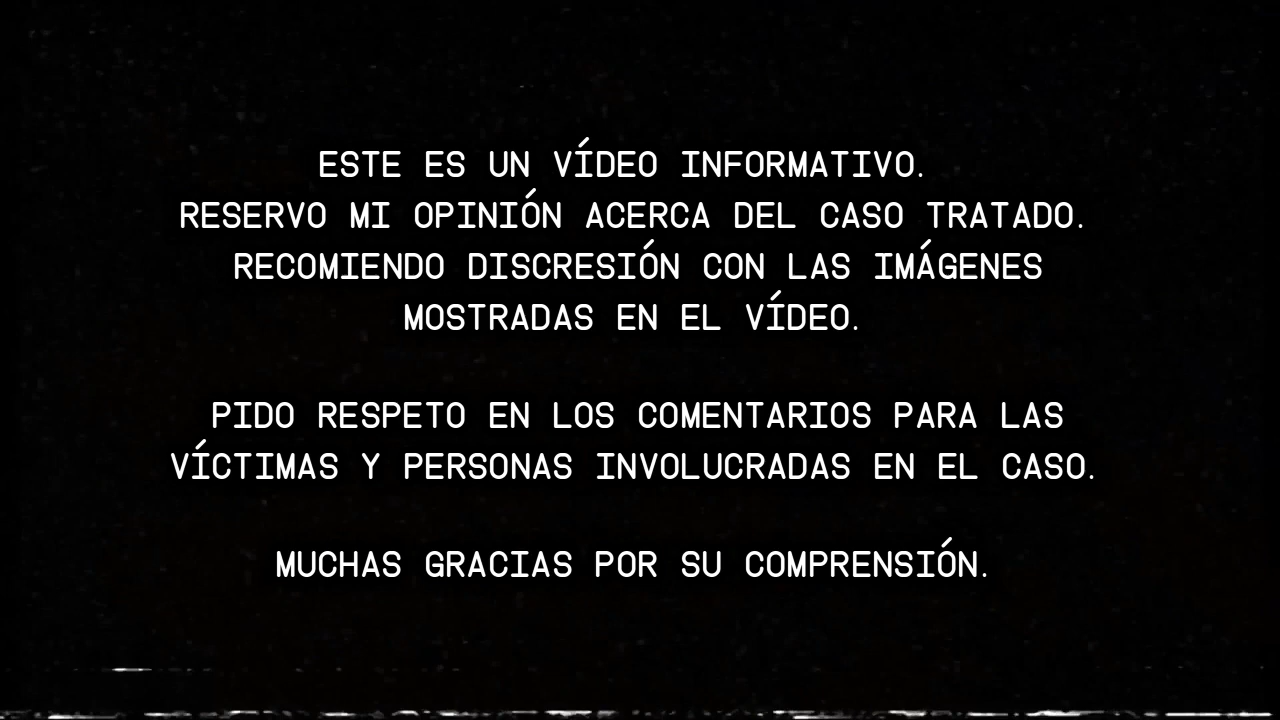 ESTE ES UN VÍDEO INFORMATIVO.
RESERVO MI OPINIÓN ACERCA DEL CASO TRATADO.
RECOMIENDO DISCRESIÓN CON LAS IMÁGENES
MOSTRADAS EN EL VÍDEO.
PIDO RESPETO EN LOS COMENTARIOS PARA LAS
VÍCTIMAS Y PERSONAS INVOLUCRADAS EN EL CASO.
MUCHAS GRACIAS POR SU COMPRENSIÓN.